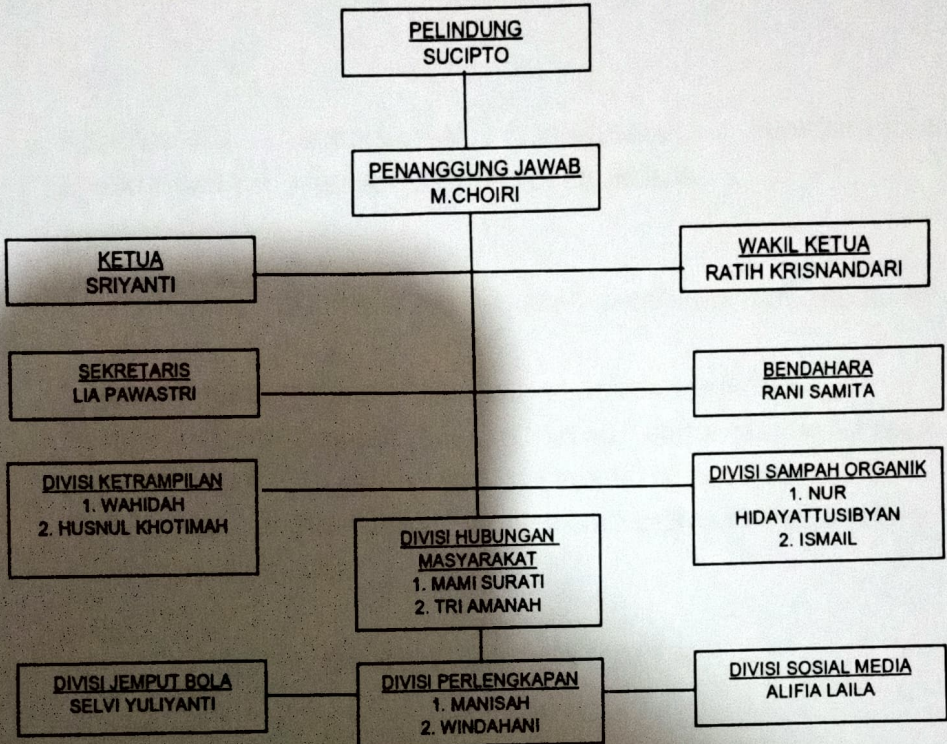 PELINDUNG
SUCIPTO
PENANGGUNG JAWAB
M.CHOIRI
KETUA
SRIYANTI
WAKIL KETUA
RATIH KRISNANDARI
SEKRETARIS
LIA PAWASTRI
BENDAHARA
RANI SAMITA
DIVISI KETRAMPILAN
1. WAHIDAH
2. HUSNUL KHOTIMAH
DIVISI SAMPAH ORGANIK
1. NUR
HIDAYATTUSIBYAN
2. ISMAIL
DIVISI HUBUNGAN
MASYARAKAT
1. MAMI SURATI
2. TRI AMANAH
DIVISI JEMPUT BOLA
SELVI YULIYANTI
DIVISI PERLENGKAPAN
1. MANISAH
2. WINDAHANI
DIVISI SOSIAL MEDIA
ALIFIA LAILA